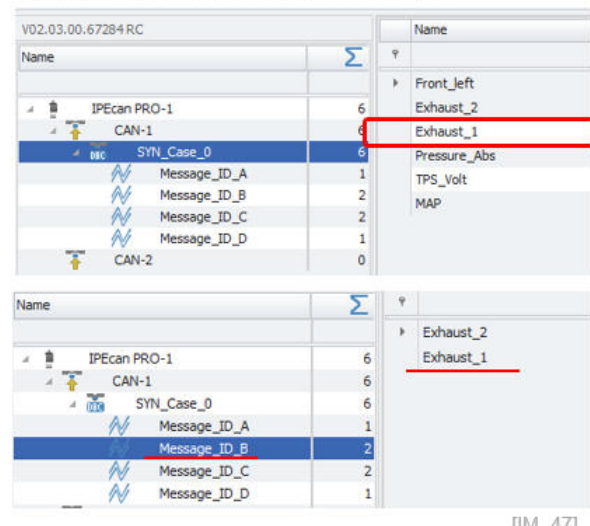 V02.03.00.67284 RC
Name Σ
IPEcan PRO-1 6
CAN-1 6
DBC SYN_Case_0 6
Message_ID_A 1
Message_ID_B 2
Message_ID_C 2
Message_ID_D 1
CAN-2 0
Name
Front_left
Exhaust_2
Exhaust_1
Pressure_Abs
TPS_Volt
MAP
Name Σ
IPEcan PRO-1 6
CAN-1 6
DBC SYN_Case_0 6
Message_ID_A 1
Message_ID_B 2
Message_ID_C 2
Message_ID_D 1
Exhaust_2
Exhaust_1